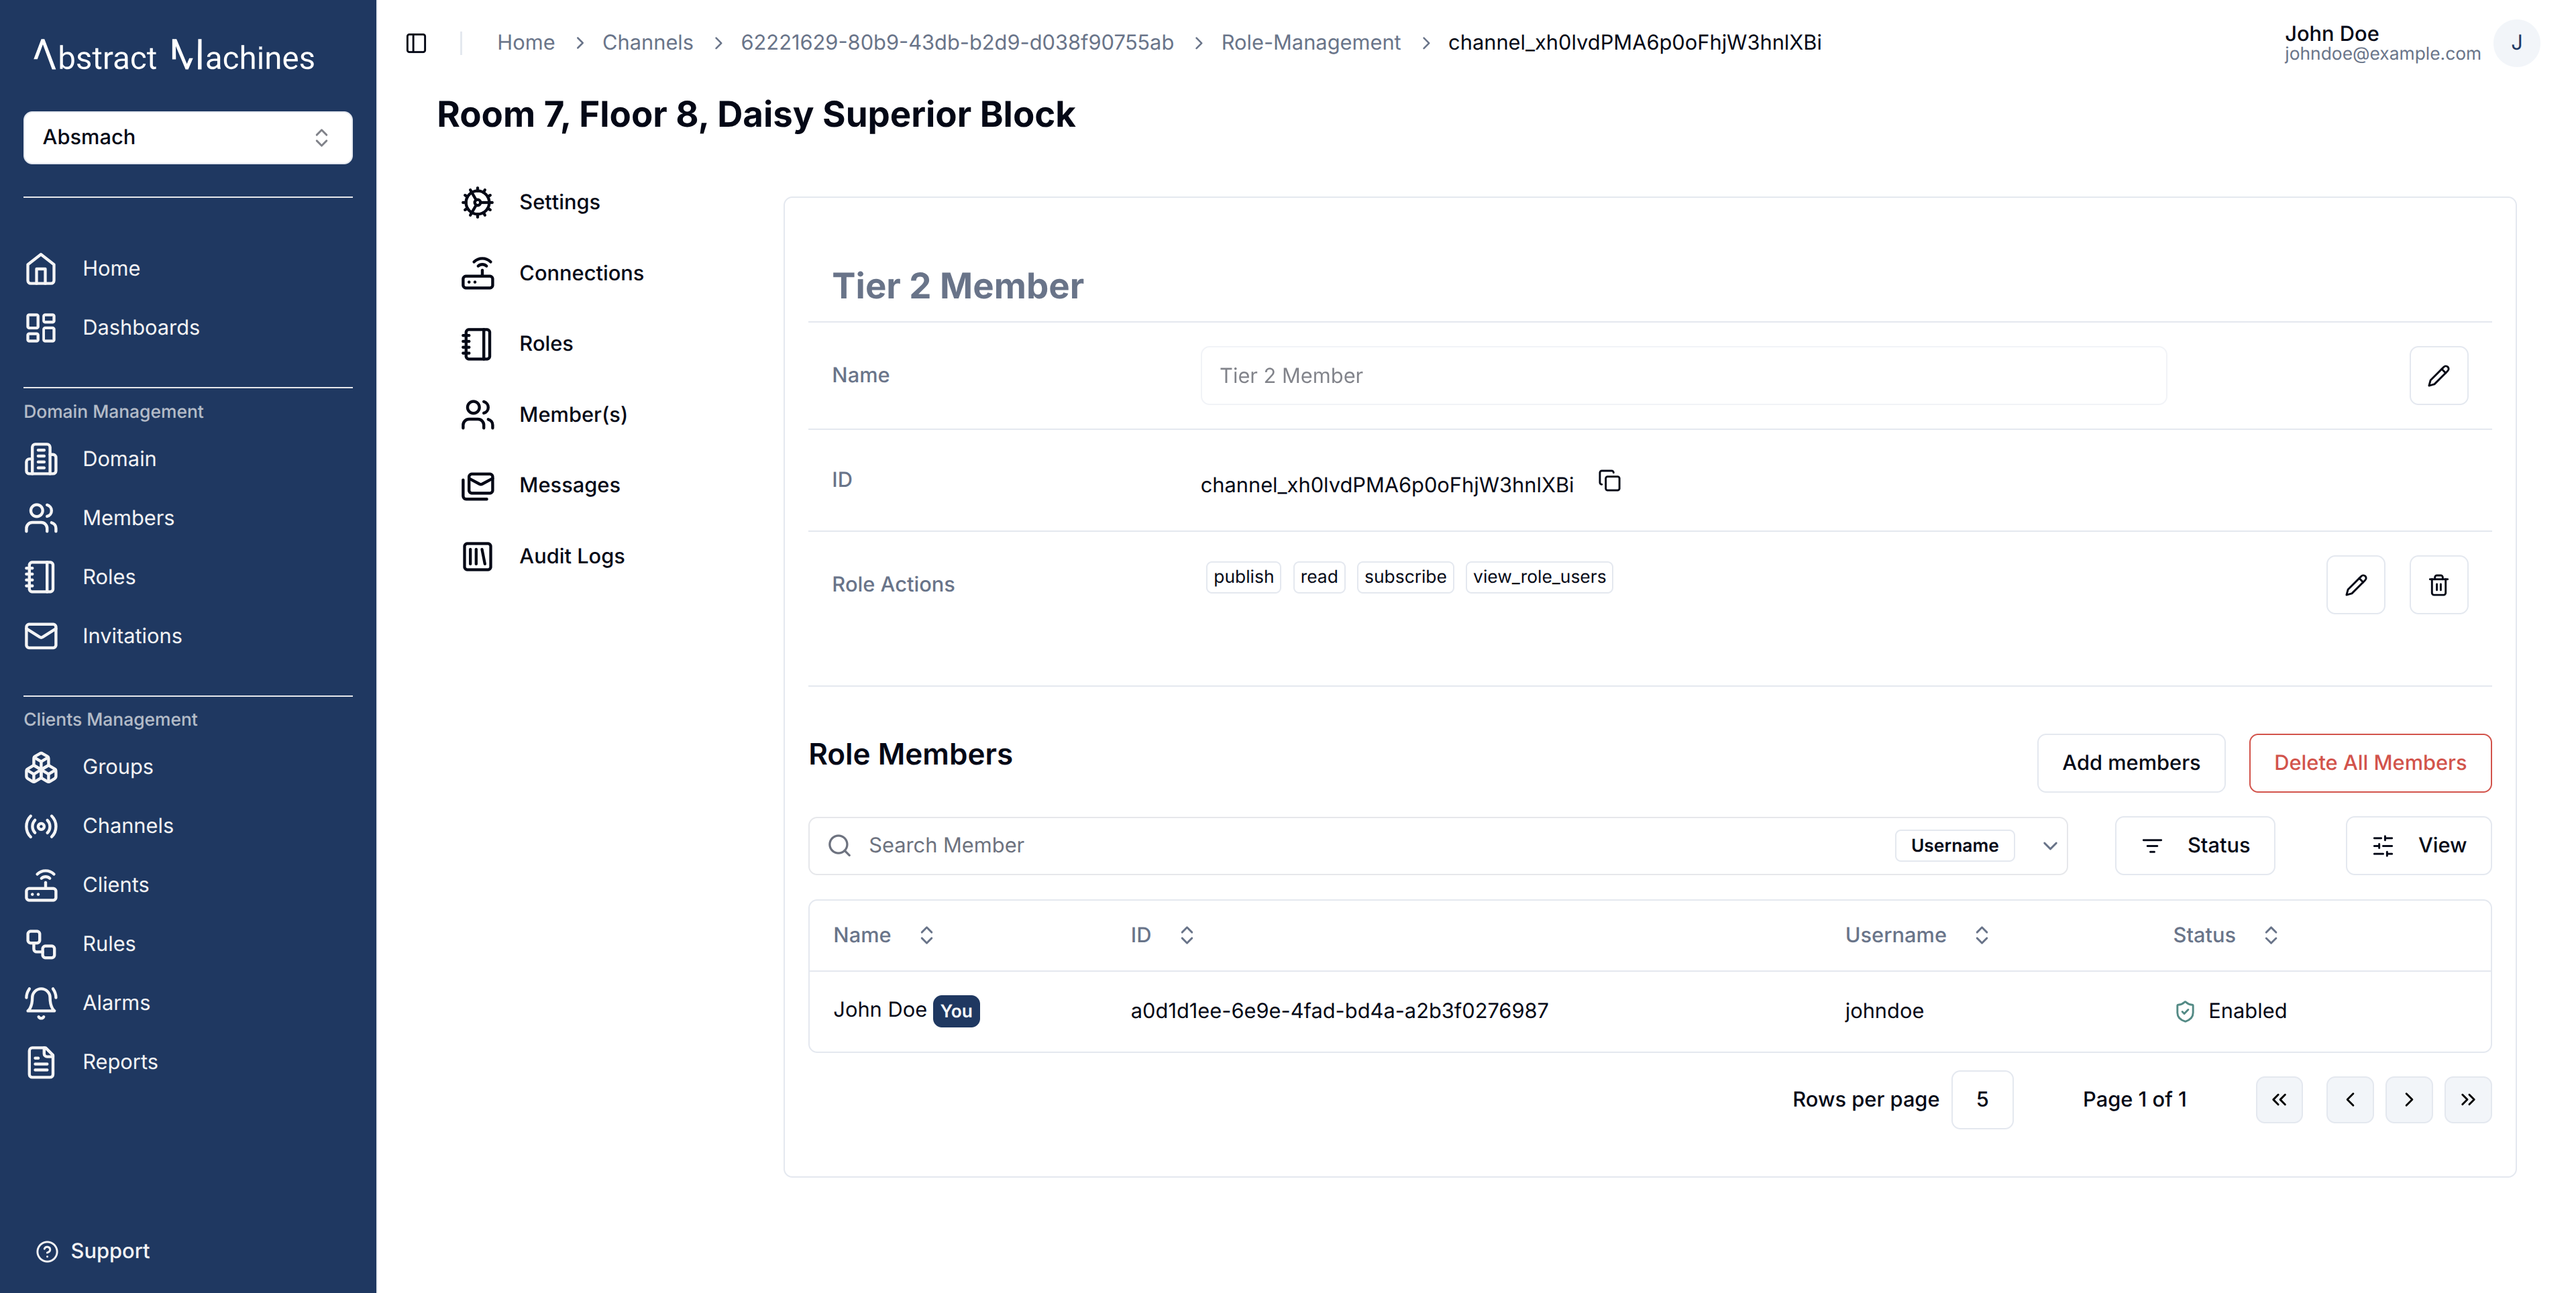 Abstract Machines
Absmach
Home
Dashboards
Domain Management
Domain
Members
Roles
Invitations
Clients Management
Groups
Channels
Clients
Rules
Alarms
Reports
Support
Home > Channels > 62221629-80b9-43db-b2d9-d038f90755ab > Role-Management > channel_xh0lvdPMA6p0oFhjW3hnlXBi
John Doe
johndoe@example.com
J
Room 7, Floor 8, Daisy Superior Block
Settings
Connections
Roles
Member(s)
Messages
Audit Logs
Tier 2 Member
Name Tier 2 Member
ID channel_xh0lvdPMA6p0oFhjW3hnlXBi
Role Actions publish read subscribe view_role_users
Role Members Add members Delete All Members
Search Member Username Status View
Name ID Username Status
John Doe You a0d1d1ee-6e9e-4fad-bd4a-a2b3f0276987 johndoe Enabled
Rows per page 5 Page 1 of 1